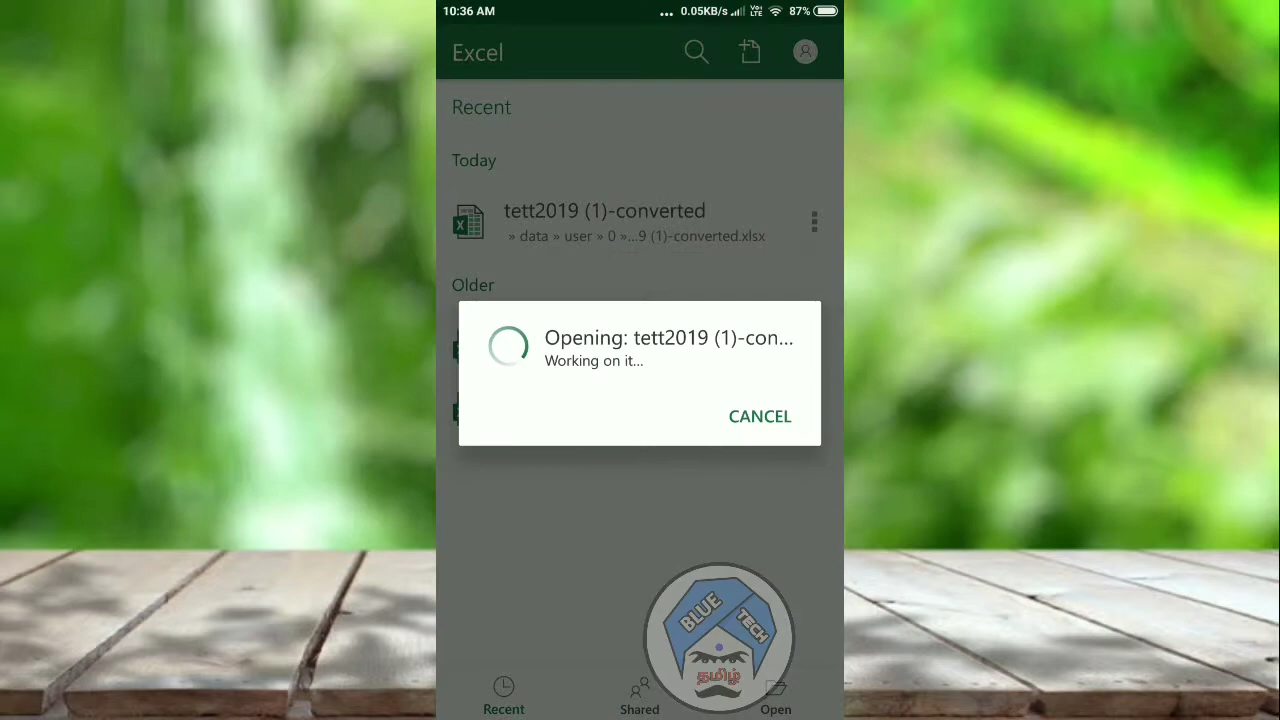 10:36 AM
0.05KB/s VoLTE 87%
Excel
Recent
Today
tett2019 (1)-converted
» data » user » 0 »...9 (1)-converted.xlsx
Older
Opening: tett2019 (1)-con...
Working on it...
CANCEL
BLUE TECH
தமிழ்
Recent
Shared
Open